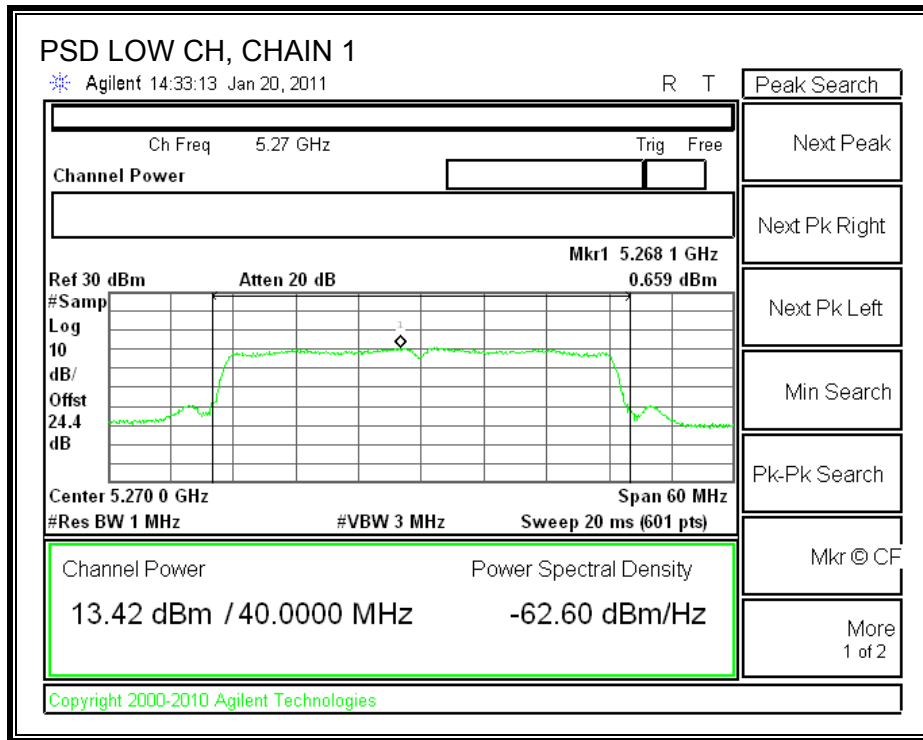 PSD LOW CH, CHAIN 1
Agilent 14:33:13 Jan 20, 2011 R T
Peak Search
Ch Freq 5.27 GHz Trig Free
Channel Power
Next Peak
Next Pk Right
Mkr1 5.268 1 GHz
Ref 30 dBm Atten 20 dB 0.659 dBm
#Samp
Log
10
dB/
Offst
24.4
dB
1
Next Pk Left
Min Search
Pk-Pk Search
Center 5.270 0 GHz Span 60 MHz
#Res BW 1 MHz #VBW 3 MHz Sweep 20 ms (601 pts)
Channel Power Power Spectral Density
13.42 dBm / 40.0000 MHz -62.60 dBm/Hz
Mkr © CF
More
1 of 2
Copyright 2000-2010 Agilent Technologies